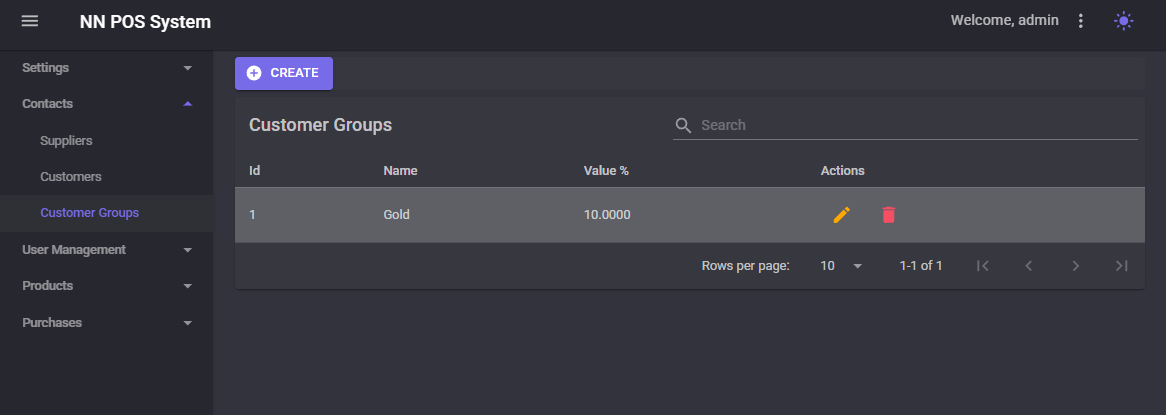 NN POS System
Welcome, admin
Settings
Contacts
Suppliers
Customers
Customer Groups
User Management
Products
Purchases
CREATE
Customer Groups
Search
Id Name Value % Actions
1 Gold 10.0000
Rows per page: 10 1-1 of 1